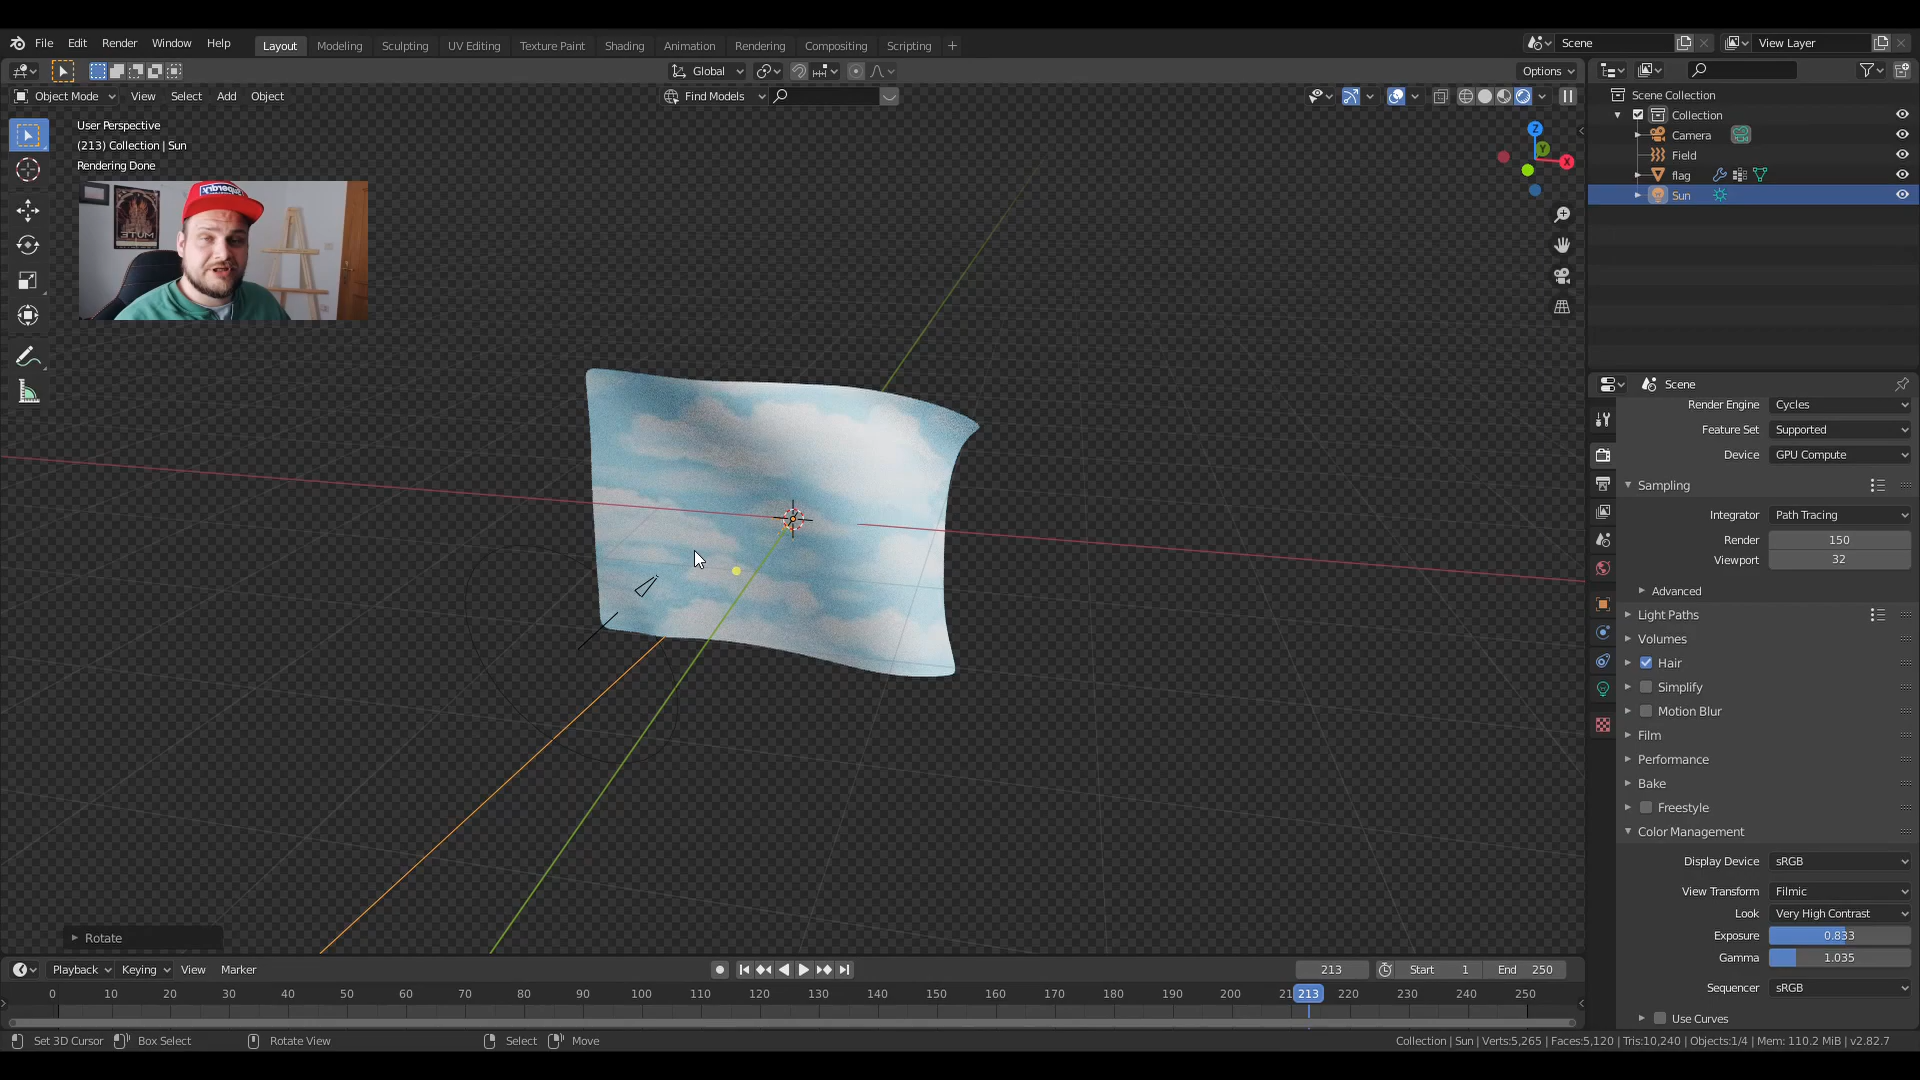 File Edit Render Window Help Layout Modeling Sculpting UV Editing Texture Paint Shading Animation Rendering Compositing Scripting + Scene View Layer
Global Options
Object Mode View Select Add Object Find Models
User Perspective
(213) Collection | Sun
Rendering Done
Z
Y
X
Superdry.
MUTE
Scene Collection
Collection
Camera
Field
flag
Sun
Scene
Render Engine Cycles
Feature Set Supported
Device GPU Compute
Sampling
Integrator Path Tracing
Render 150
Viewport 32
Advanced
Light Paths
Volumes
Hair
Simplify
Motion Blur
Film
Performance
Bake
Freestyle
Color Management
Display Device sRGB
View Transform Filmic
Look Very High Contrast
Exposure 0.833
Gamma 1.035
Sequencer sRGB
Use Curves
Rotate
Playback Keying View Marker 213 Start 1 End 250
0 10 20 30 40 50 60 70 80 90 100 110 120 130 140 150 160 170 180 190 200 21 213 220 230 240 250
Set 3D Cursor Box Select Rotate View Select Move Collection | Sun | Verts:5,265 | Faces:5,120 | Tris:10,240 | Objects:1/4 | Mem: 110.2 MiB | v2.82.7